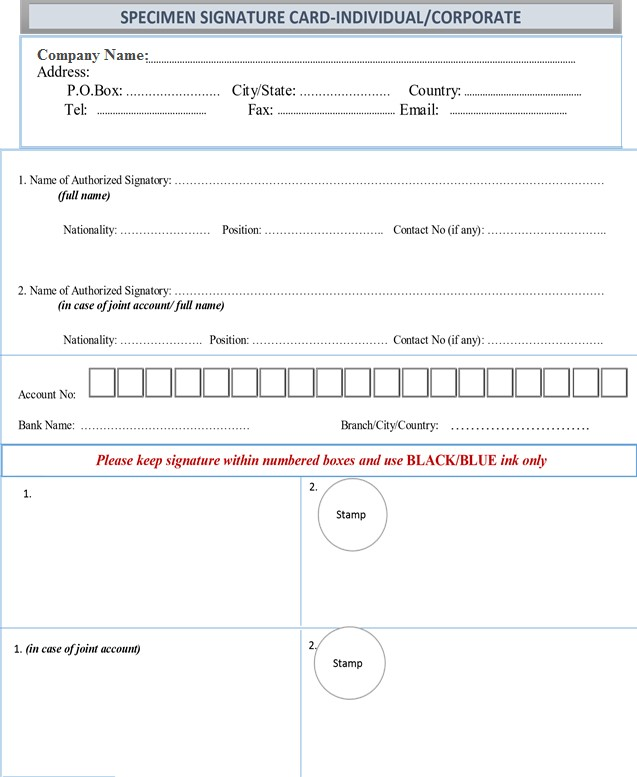 SPECIMEN SIGNATURE CARD-INDIVIDUAL/CORPORATE
Company Name:
Address:
P.O.Box: ........................ City/State: ........................ Country: ........................
Tel: ........................ Fax: ........................ Email: ........................
1. Name of Authorized Signatory: ........................
(full name)
Nationality: ........................ Position: ........................ Contact No (if any): ........................
2. Name of Authorized Signatory: ........................
(in case of joint account/ full name)
Nationality: ........................ Position: ........................ Contact No (if any): ........................
Account No:
Bank Name: ........................ Branch/City/Country: ........................
Please keep signature within numbered boxes and use BLACK/BLUE ink only
1.
2.
Stamp
1. (in case of joint account)
2.
Stamp